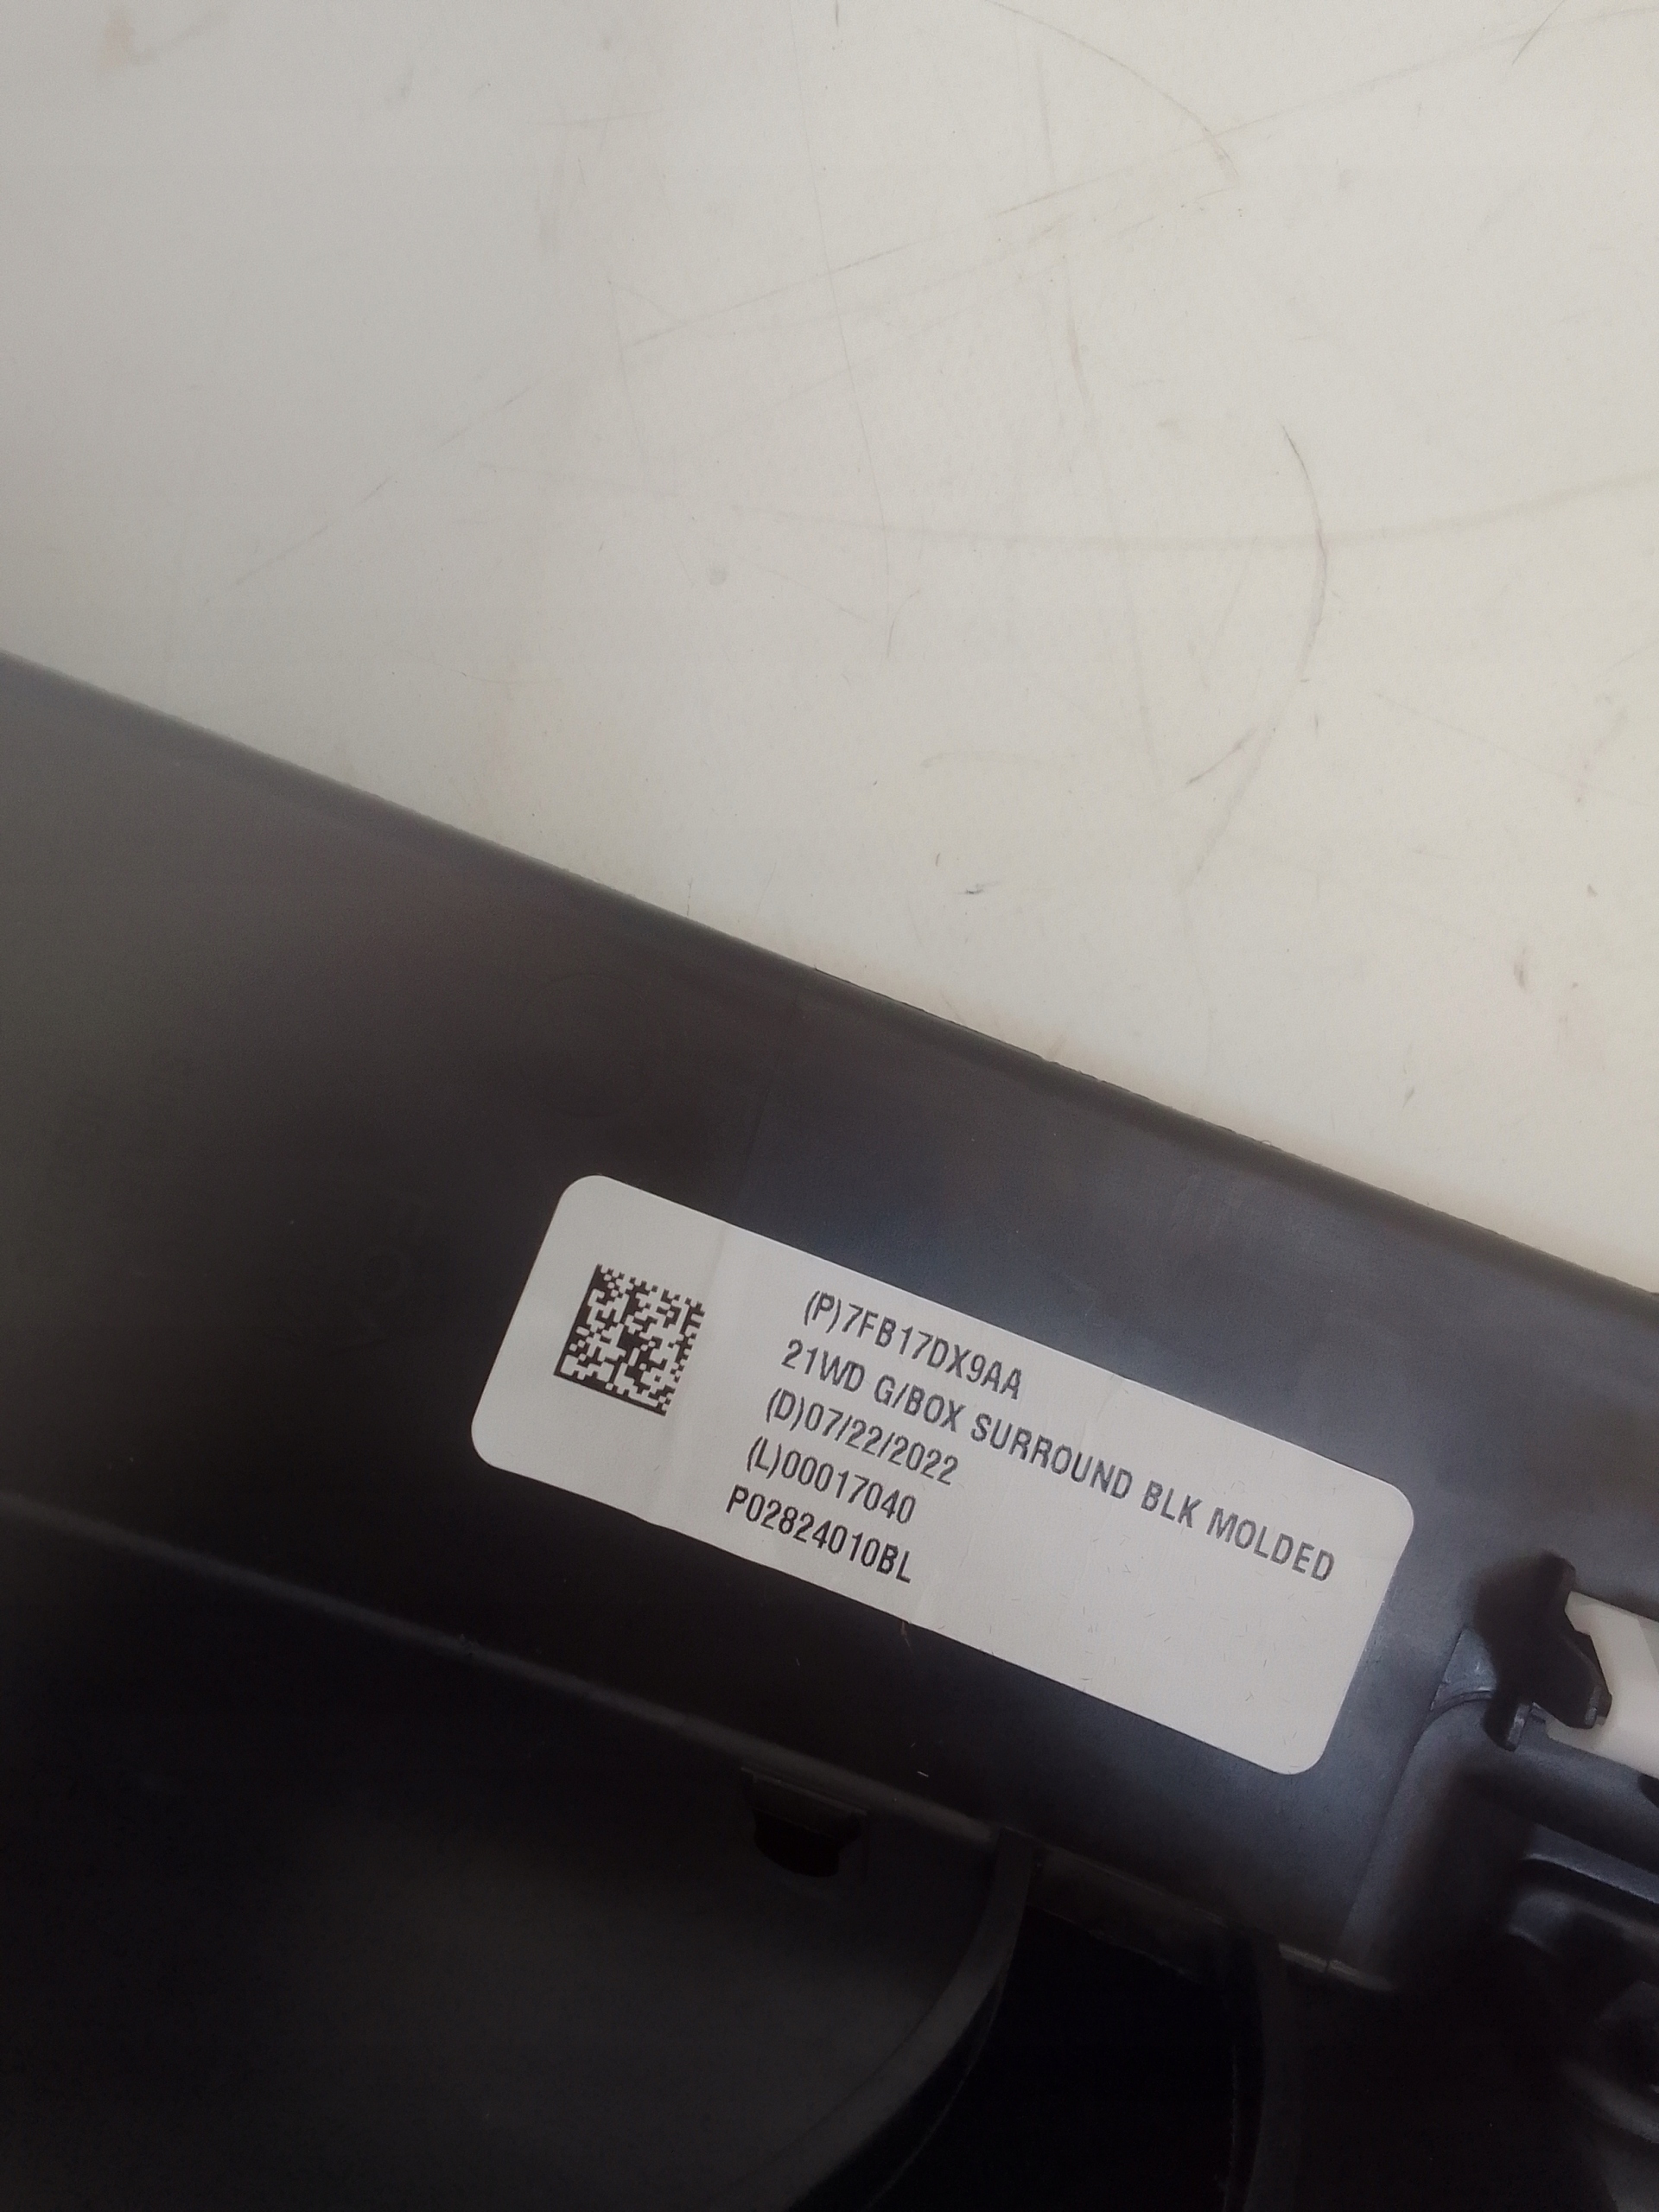 (P)7FB17DX9AA
21WD G/BOX SURROUND BLK MOLDED
(D)07/22/2022
(L)00017040
P02824010BL